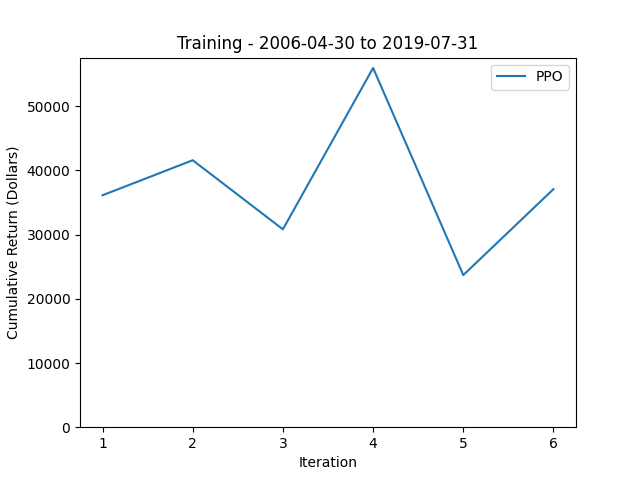 Training - 2006-04-30 to 2019-07-31
PPO
Cumulative Return (Dollars)
50000
40000
30000
20000
10000
0
1 2 3 4 5 6
Iteration